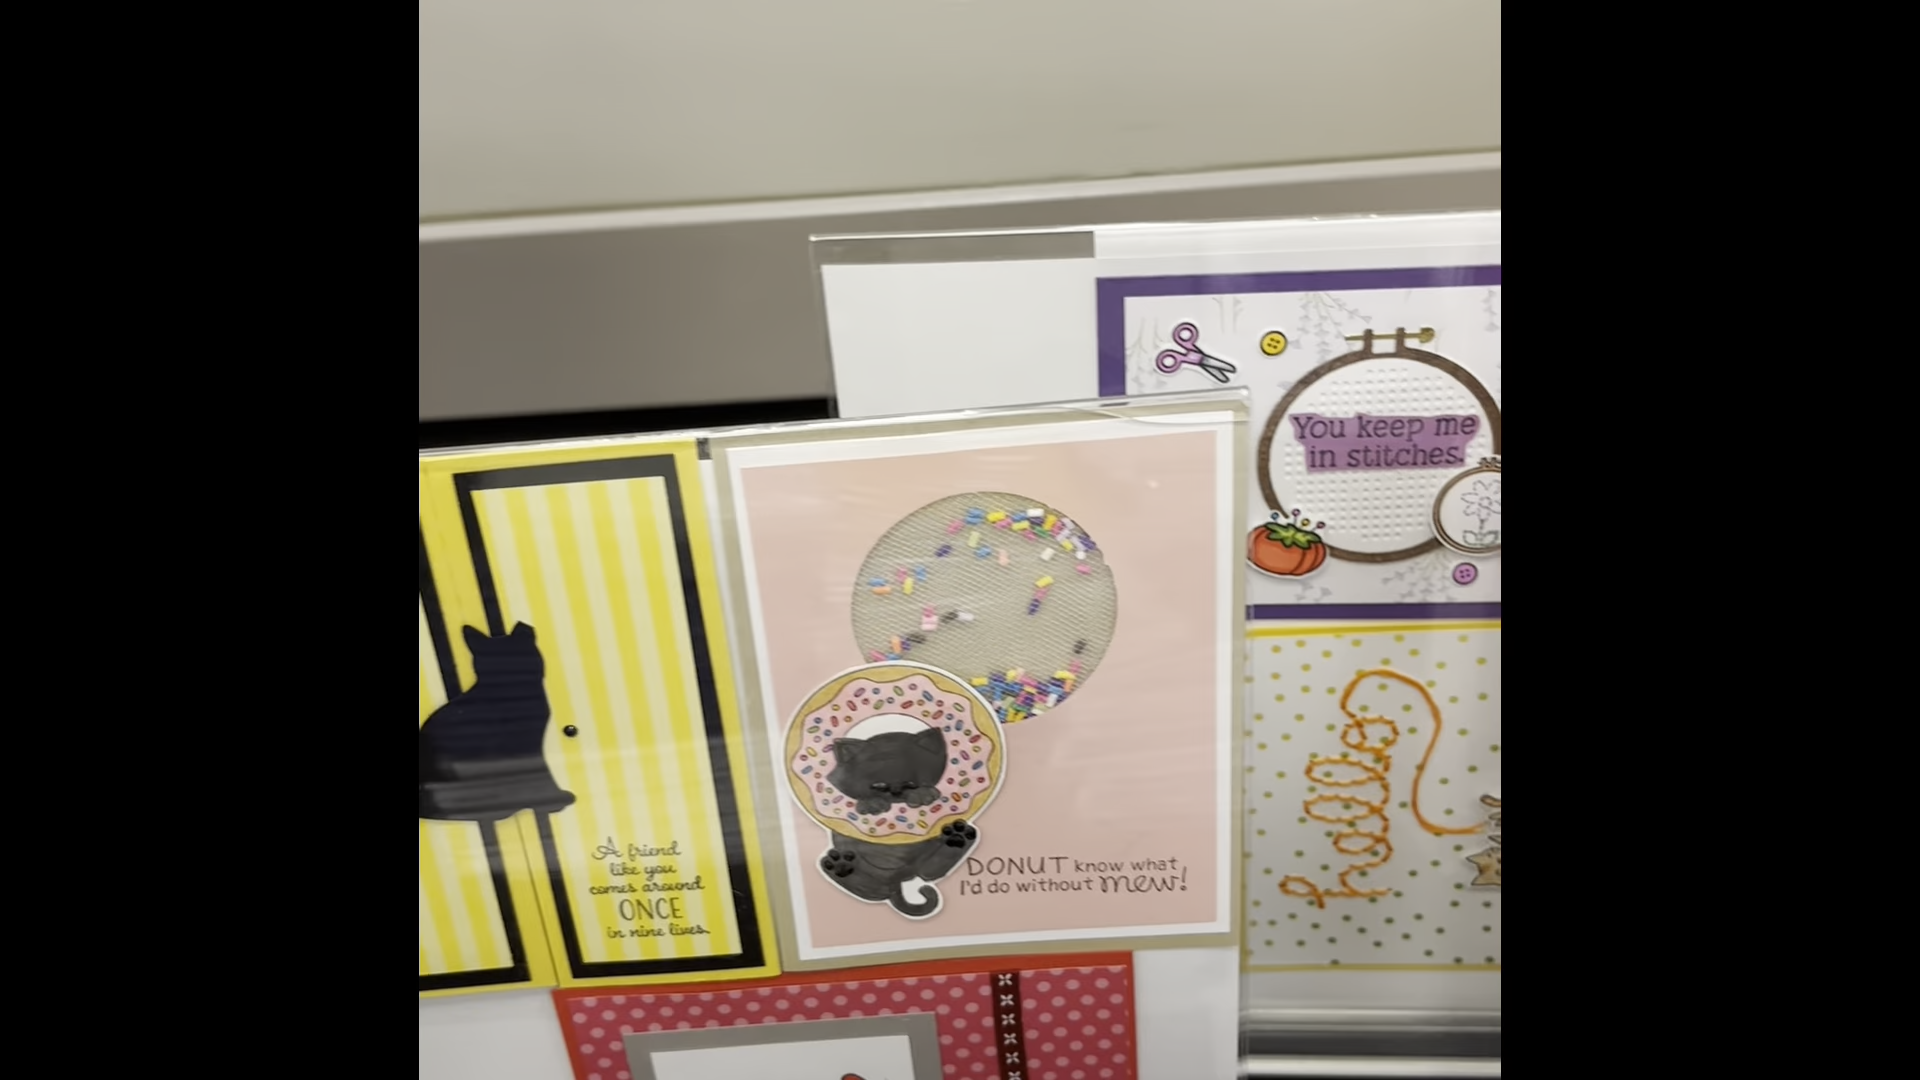 You keep me
in stitches.
A friend
like you
comes around
ONCE
in nine lives.
DONUT know what
I'd do without mew!
hello